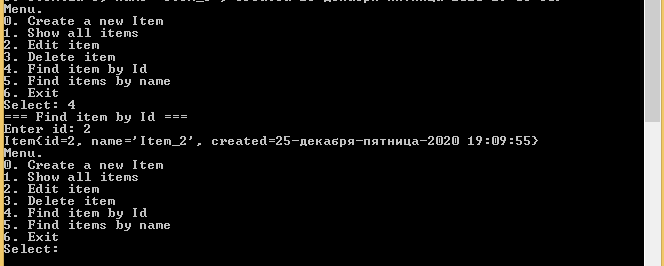 Menu.
0. Create a new Item
1. Show all items
2. Edit item
3. Delete item
4. Find item by Id
5. Find items by name
6. Exit
Select: 4
=== Find item by Id ===
Enter id: 2
Item{id=2, name='Item_2', created=25-декабря-пятница-2020 19:09:55}
Menu.
0. Create a new Item
1. Show all items
2. Edit item
3. Delete item
4. Find item by Id
5. Find items by name
6. Exit
Select: